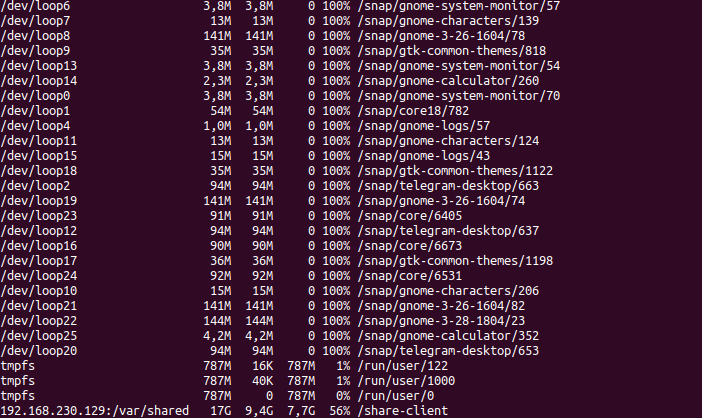 /dev/loop6 3,8M 3,8M 0 100% /snap/gnome-system-monitor/57
/dev/loop7 13M 13M 0 100% /snap/gnome-characters/139
/dev/loop8 141M 141M 0 100% /snap/gnome-3-26-1604/78
/dev/loop9 35M 35M 0 100% /snap/gtk-common-themes/818
/dev/loop13 3,8M 3,8M 0 100% /snap/gnome-system-monitor/54
/dev/loop14 2,3M 2,3M 0 100% /snap/gnome-calculator/260
/dev/loop0 3,8M 3,8M 0 100% /snap/gnome-system-monitor/70
/dev/loop1 54M 54M 0 100% /snap/core18/782
/dev/loop4 1,0M 1,0M 0 100% /snap/gnome-logs/57
/dev/loop11 13M 13M 0 100% /snap/gnome-characters/124
/dev/loop15 15M 15M 0 100% /snap/gnome-logs/43
/dev/loop18 35M 35M 0 100% /snap/gtk-common-themes/1122
/dev/loop2 94M 94M 0 100% /snap/telegram-desktop/663
/dev/loop19 141M 141M 0 100% /snap/gnome-3-26-1604/74
/dev/loop23 91M 91M 0 100% /snap/core/6405
/dev/loop12 94M 94M 0 100% /snap/telegram-desktop/637
/dev/loop16 90M 90M 0 100% /snap/core/6673
/dev/loop17 36M 36M 0 100% /snap/gtk-common-themes/1198
/dev/loop24 92M 92M 0 100% /snap/core/6531
/dev/loop10 15M 15M 0 100% /snap/gnome-characters/206
/dev/loop21 141M 141M 0 100% /snap/gnome-3-26-1604/82
/dev/loop22 144M 144M 0 100% /snap/gnome-3-28-1804/23
/dev/loop25 4,2M 4,2M 0 100% /snap/gnome-calculator/352
/dev/loop20 94M 94M 0 100% /snap/telegram-desktop/653
tmpfs 787M 16K 787M 1% /run/user/122
tmpfs 787M 40K 787M 1% /run/user/1000
tmpfs 787M 0 787M 0% /run/user/0
192.168.230.129:/var/shared 17G 9,4G 7,7G 56% /share-client